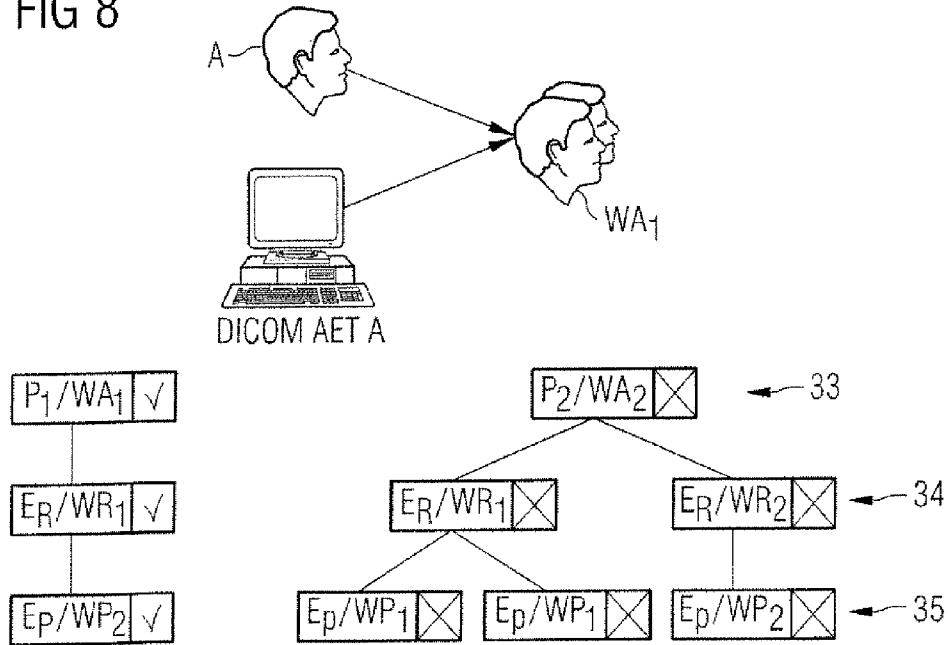 FIG 8
A
WA1
DICOM AET A
P1/WA1 √
P2/WA2
33
ER/WR1 √
ER/WR1
ER/WR2
34
EP/WP2 √
Ep/WP1
Ep/WP1
Ep/WP2
35